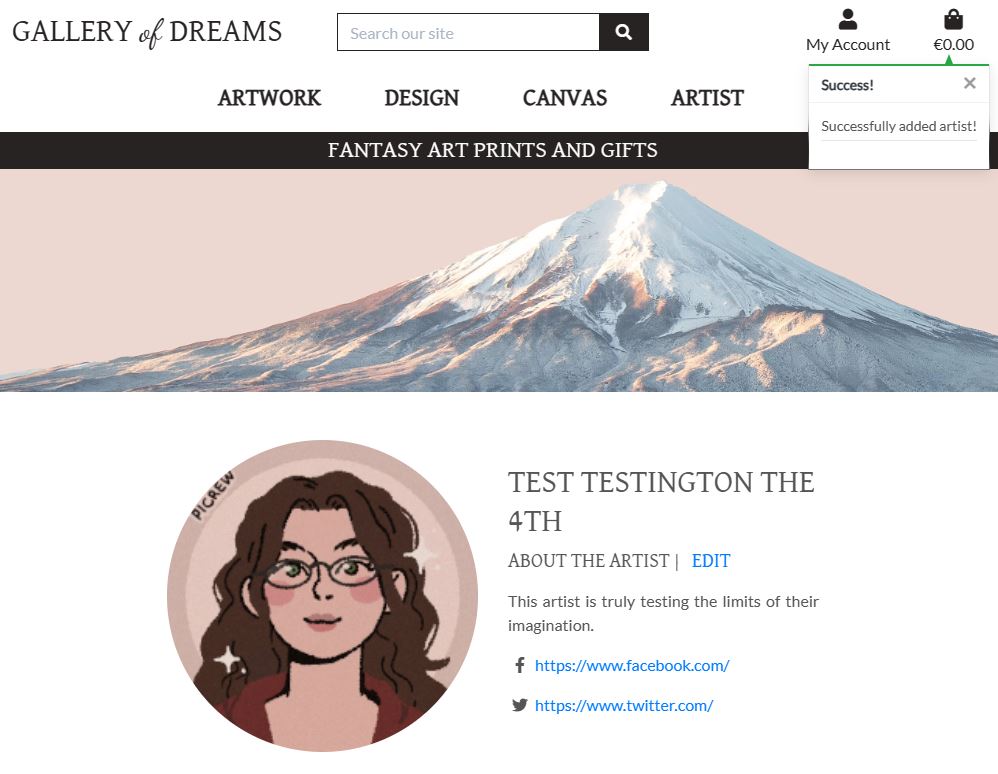 GALLERY of DREAMS
Search our site
My Account
€0.00
Success!
×
Successfully added artist!
ARTWORK DESIGN CANVAS ARTIST
FANTASY ART PRINTS AND GIFTS
PICREW
TEST TESTINGTON THE
4TH
ABOUT THE ARTIST | EDIT
This artist is truly testing the limits of their
imagination.
https://www.facebook.com/
https://www.twitter.com/